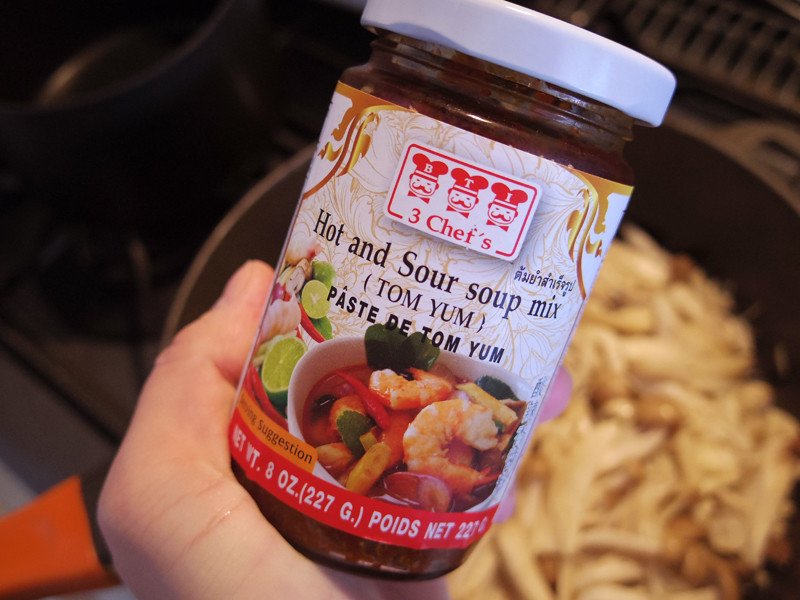 B T I
3 Chef's
Hot and Sour soup mix
ต้มยำสำเร็จรูป
( TOM YUM )
PÂSTE DE TOM YUM
Serving Suggestion
NET WT. 8 OZ.(227 G.) POIDS NET 227 G.